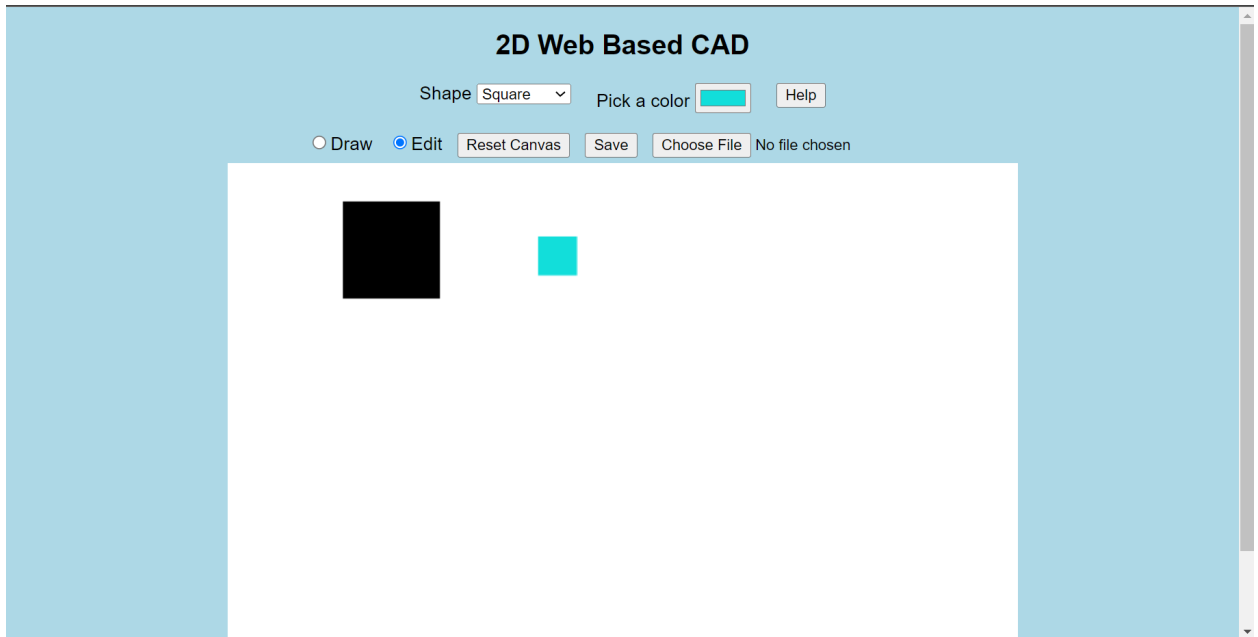 2D Web Based CAD
Shape Square Pick a color Help
Draw Edit Reset Canvas Save Choose File No file chosen